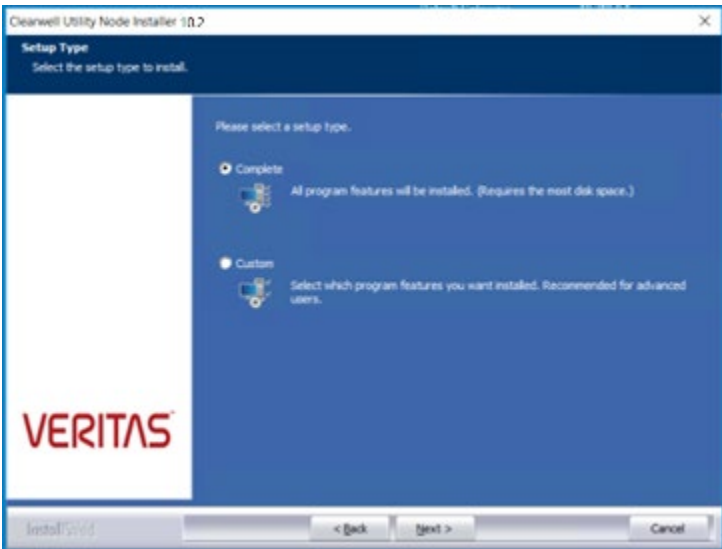 Clearwell Utility Node Installer 10.2
Setup Type
Select the setup type to install.
Please select a setup type.
Complete
All program features will be installed. (Requires the most disk space.)
Custom
Select which program features you want installed. Recommended for advanced
users.
VERITAS
InstallShield
< Back
Next >
Cancel